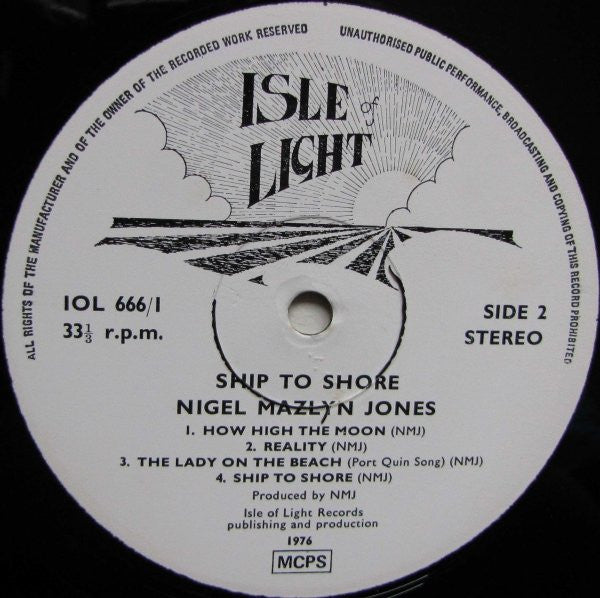 ALL RIGHTS OF THE MANUFACTURER AND OF THE OWNER OF THE RECORDED WORK RESERVED
UNAUTHORISED PUBLIC PERFORMANCE, BROADCASTING AND COPYING OF THIS RECORD PROHIBITED
ISLE of
LIGHT
IOL 666/1
33⅓ r.p.m.
SIDE 2
STEREO
SHIP TO SHORE
NIGEL MAZLYN JONES
1. HOW HIGH THE MOON (NMJ)
2. REALITY (NMJ)
3. THE LADY ON THE BEACH (Port Quin Song) (NMJ)
4. SHIP TO SHORE (NMJ)
Produced by NMJ
Isle of Light Records
publishing and production
1976
MCPS